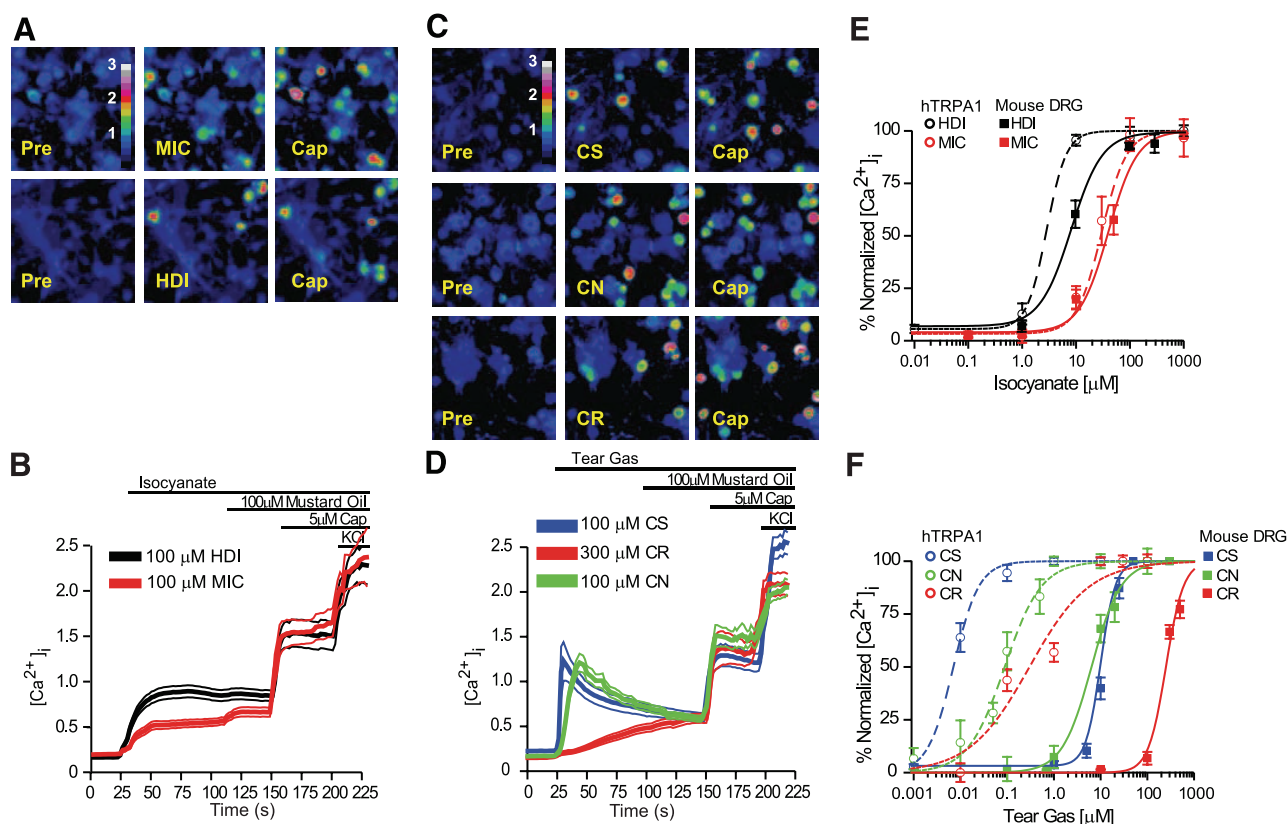 A
3
2
1
Pre
MIC
Cap
Pre
HDI
Cap
B
Isocyanate
100μM Mustard Oil
5μM Cap
KCl
100 μM HDI
100 μM MIC
2.5
2.0
1.5
1.0
0.5
0
[Ca2+]i
0 25 50 75 100 125 150 175 200 225
Time (s)
C
3
2
1
Pre
CS
Cap
Pre
CN
Cap
Pre
CR
Cap
D
Tear Gas
100μM Mustard Oil
5μM Cap
KCl
100 μM CS
300 μM CR
100 μM CN
2.5
2.0
1.5
1.0
0.5
0
[Ca2+]i
0 25 50 75 100 125 150 175 200 225
Time (s)
E
hTRPA1 Mouse DRG
HDI HDI
MIC MIC
100
75
50
25
0
% Normalized [Ca2+]i
0.01 0.1 1.0 10 100 1000
Isocyanate [μM]
F
hTRPA1 Mouse DRG
CS CS
CN CN
CR CR
100
75
50
25
0
% Normalized [Ca2+]i
0.001 0.01 0.1 1.0 10 100 1000
Tear Gas [μM]